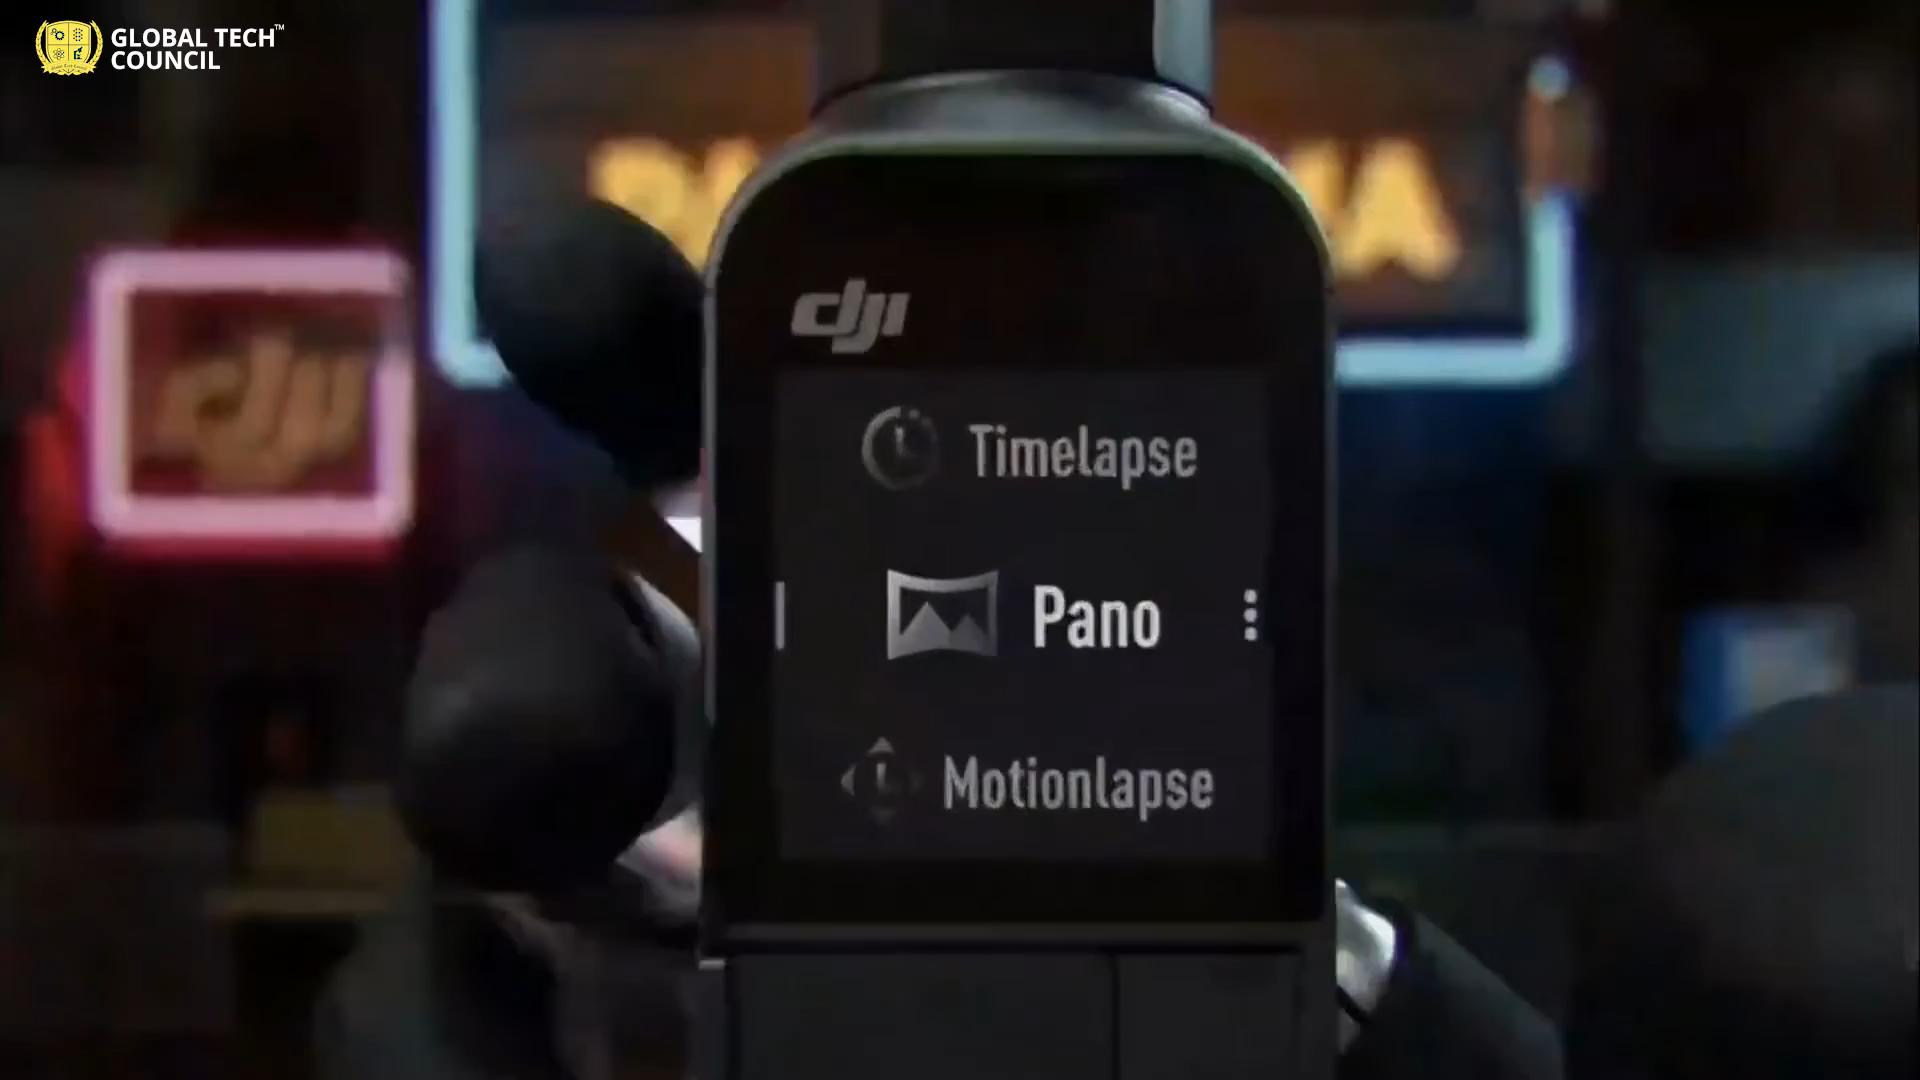 GLOBAL TECH™
COUNCIL
dji
dji
Timelapse
Pano
Motionlapse